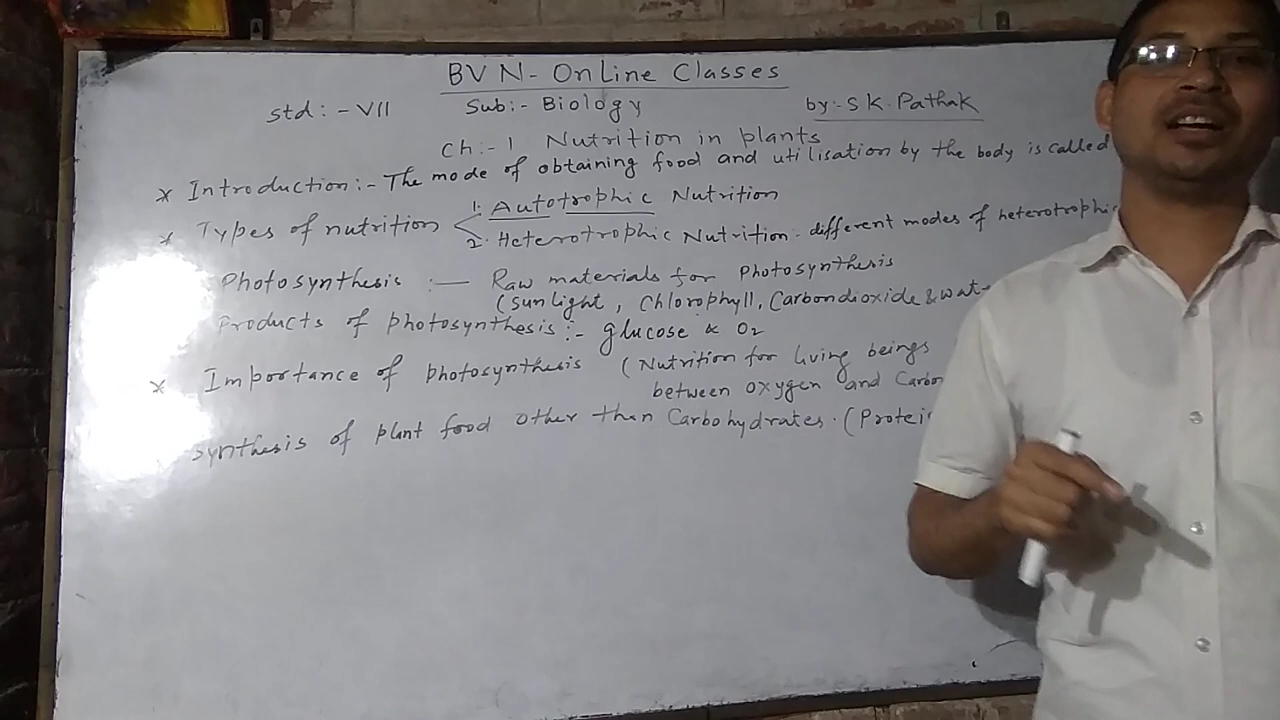 BVN-Online Classes
std:-VII Sub:- Biology by:-S K. Pathak
Ch:-1 Nutrition in plants
* Introduction:- The mode of obtaining food and utilisation by the body is called
* Types of nutrition 1. Autotrophic Nutrition
2. Heterotrophic Nutrition- different modes of heterotrophic
Photosynthesis :— Raw materials for Photosynthesis
(sunlight, Chlorophyll, Carbondioxide & wat
Products of photosynthesis:- glucose & O2
* Importance of photosynthesis (Nutrition for living beings
between oxygen and Carbon
synthesis of plant food other than Carbohydrates. (Protei